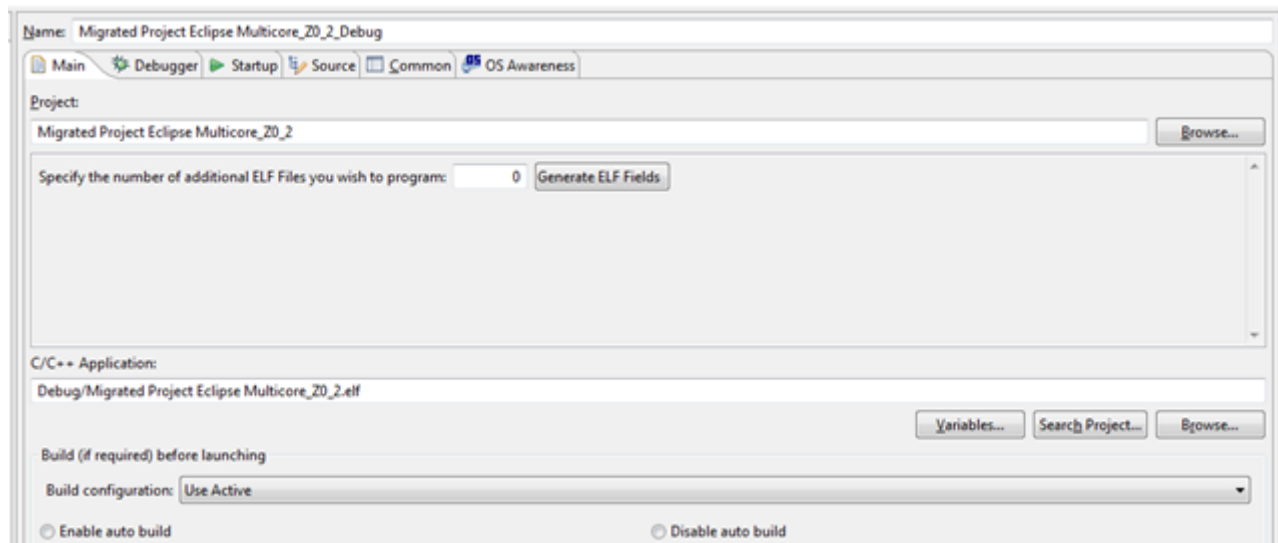 Name: Migrated Project Eclipse Multicore_Z0_2_Debug
Main Debugger Startup Source Common OS Awareness
Project:
Migrated Project Eclipse Multicore_Z0_2 Browse...
Specify the number of additional ELF Files you wish to program: 0 Generate ELF Fields
C/C++ Application:
Debug/Migrated Project Eclipse Multicore_Z0_2.elf
Variables... Search Project... Browse...
Build (if required) before launching
Build configuration: Use Active
Enable auto build Disable auto build